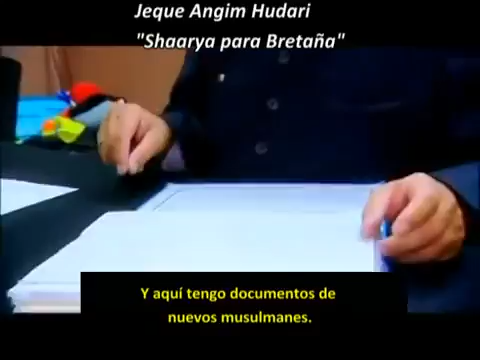 Jeque Angim Hudari
"Shaarya para Bretaña"
Y aquí tengo documentos de
nuevos musulmanes.